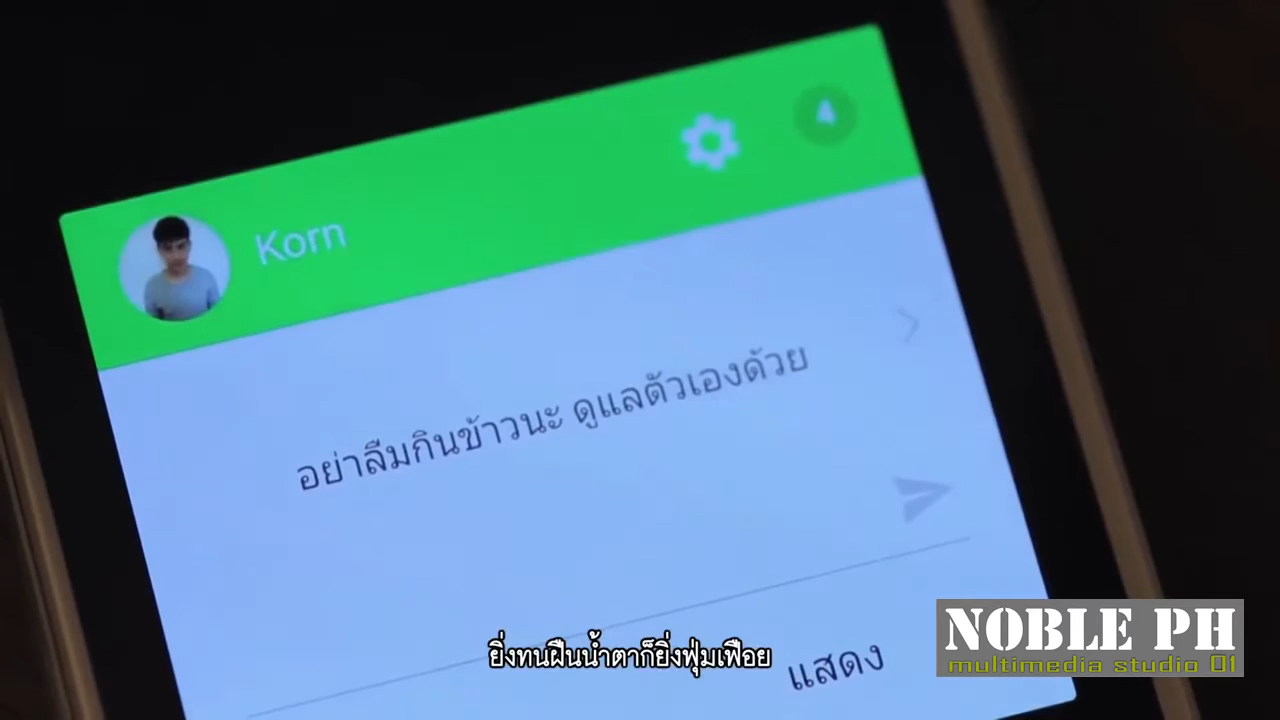 4
Korn
อย่าลืมกินข้าวนะ ดูแลตัวเองด้วย
ยิ่งทนฝืนน้ำตาก็ยิ่งฟุ่มเฟือย
แสดง
NOBLE PH
multimedia studio 01